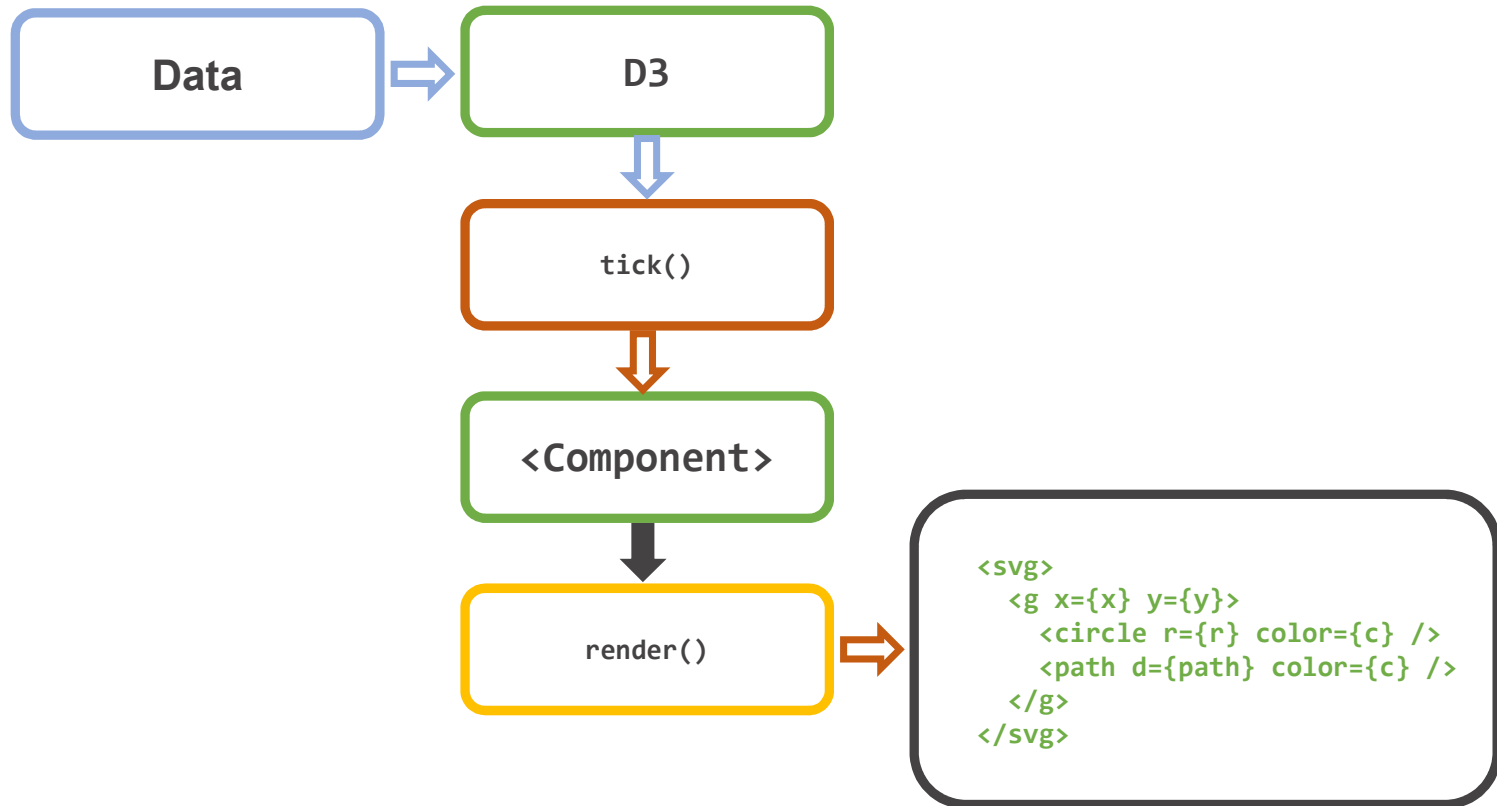 Data
D3
tick()
<Component>
render()
<svg>
  <g x={x} y={y}>
    <circle r={r} color={c} />
    <path d={path} color={c} />
  </g>
</svg>